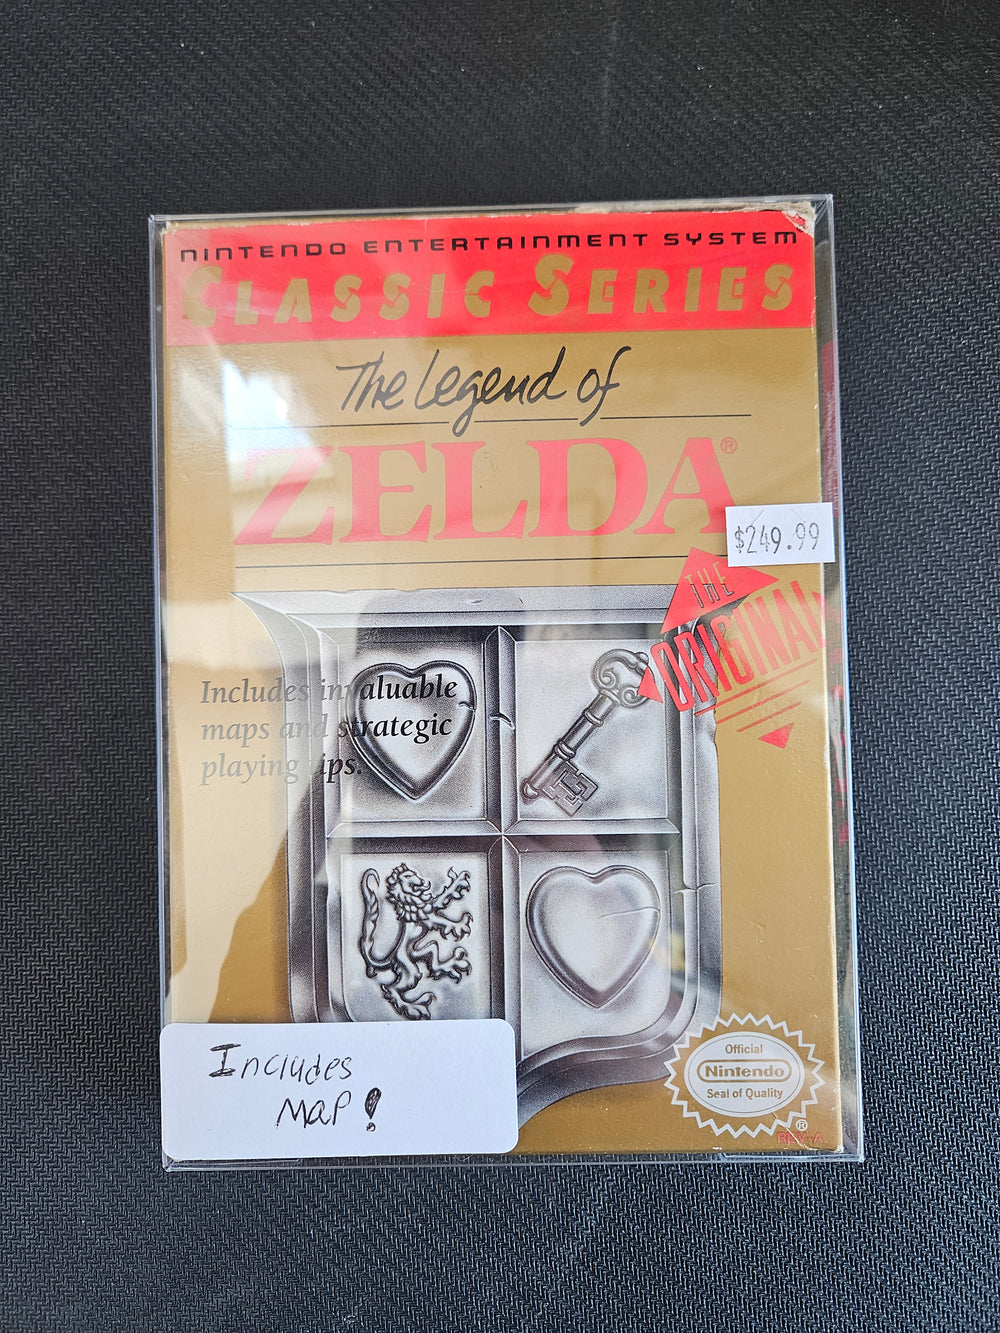 NINTENDO ENTERTAINMENT SYSTEM
CLASSIC SERIES
The Legend of
ZELDA®
$249.99
THE
ORIGINAL
Includes invaluable
maps and strategic
playing tips.
Official
Nintendo
Seal of Quality
®
REV-A
Includes
Map!